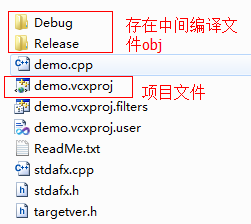 Debug
Release
存在中间编译文
件obj
demo.cpp
demo.vcxproj
项目文件
demo.vcxproj.filters
demo.vcxproj.user
ReadMe.txt
stdafx.cpp
stdafx.h
targetver.h